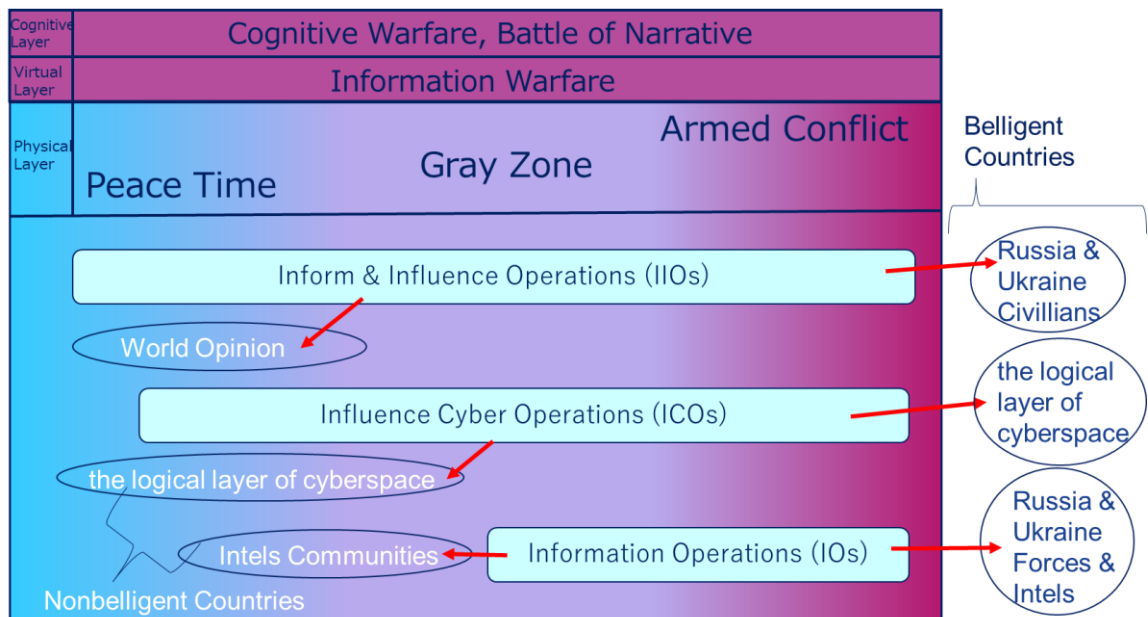 Cognitive
Layer
Cognitive Warfare, Battle of Narrative
Virtual
Layer
Information Warfare
Physical
Layer
Peace Time
Gray Zone
Armed Conflict
Belligent
Countries
Inform & Influence Operations (IIOs)
Russia &
Ukraine
Civillians
World Opinion
Influence Cyber Operations (ICOs)
the logical
layer of
cyberspace
the logical layer of cyberspace
Intels Communities
Information Operations (IOs)
Russia &
Ukraine
Forces &
Intels
Nonbelligent Countries